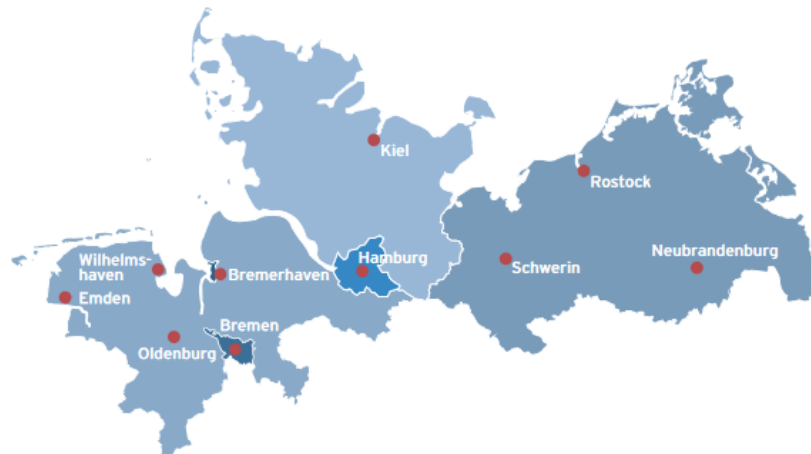 Kiel
Rostock
Hamburg
Neubrandenburg
Wilhelms-
haven
Schwerin
Bremerhaven
Emden
Bremen
Oldenburg